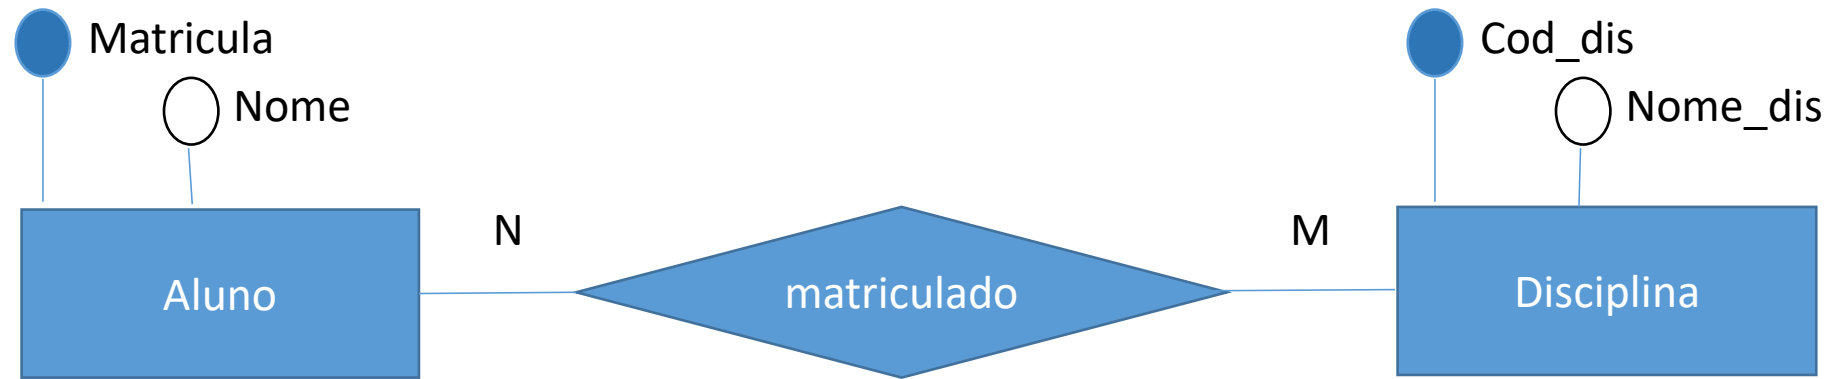 Matricula
Nome
Cod_dis
Nome_dis
Aluno
N
matriculado
M
Disciplina